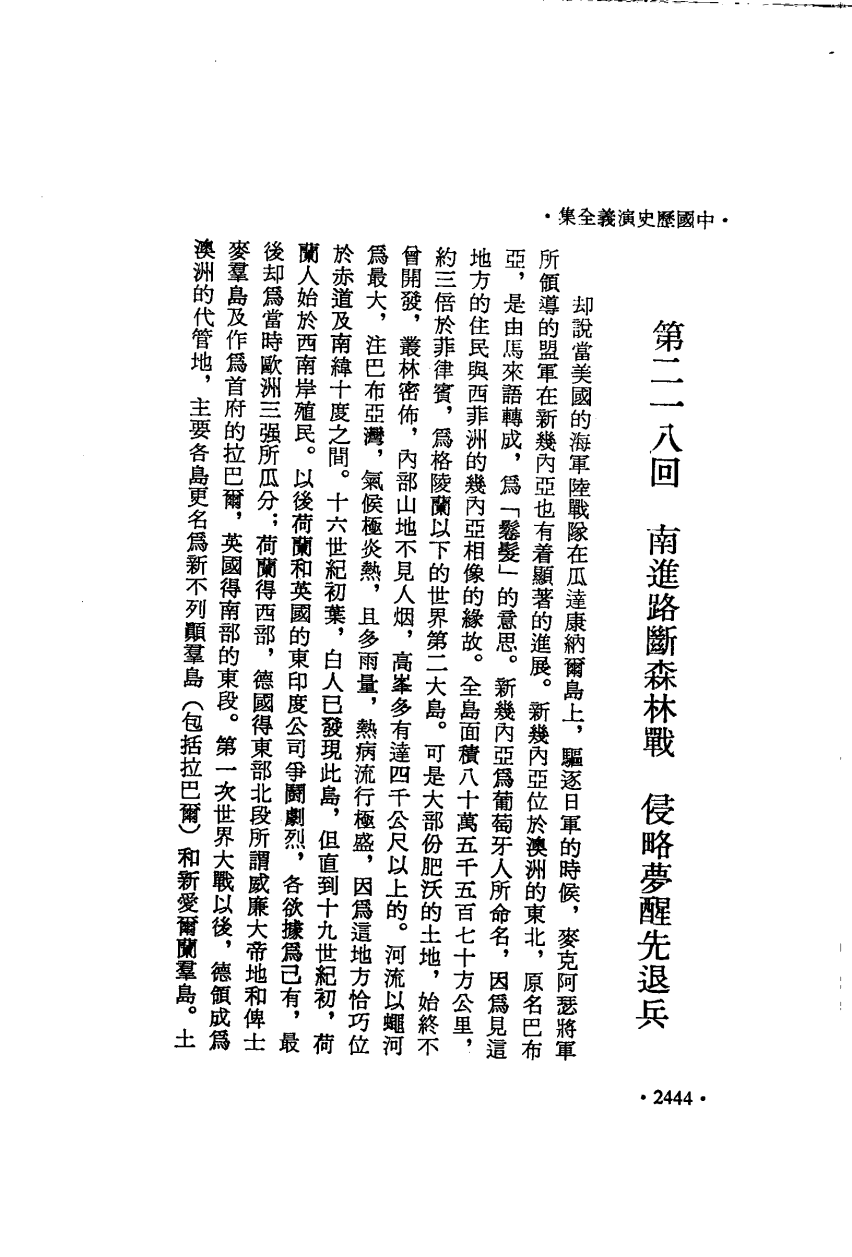 ·中國歷史演義全集·
第二一八回　南進路斷森林戰　侵略夢醒先退兵
却說當美國的海軍陸戰隊在瓜達康納爾島上，驅逐日軍的時候，麥克阿瑟將軍
所領導的盟軍在新幾內亞也有着顯著的進展。新幾內亞位於澳洲的東北，原名巴布
亞，是由馬來語轉成，爲「鬈髮」的意思。新幾內亞爲葡萄牙人所命名，因爲見這
地方的住民與西菲洲的幾內亞相像的緣故。全島面積八十萬五千五百七十方公里，
約三倍於菲律賓，爲格陵蘭以下的世界第二大島。可是大部份肥沃的土地，始終不
曾開發，叢林密佈，內部山地不見人烟，高峯多有達四千公尺以上的。河流以蠅河
爲最大，注巴布亞灣，氣候極炎熱，且多雨量，熱病流行極盛，因爲這地方恰巧位
於赤道及南緯十度之間。十六世紀初葉，白人已發現此島，但直到十九世紀初，荷
蘭人始於西南岸殖民。以後荷蘭和英國的東印度公司爭鬭劇烈，各欲據爲己有，最
後却爲當時歐洲三强所瓜分；荷蘭得西部，德國得東部北段所謂威廉大帝地和俾士
麥羣島及作爲首府的拉巴爾，英國得南部的東段。第一次世界大戰以後，德領成爲
澳洲的代管地，主要各島更名爲新不列顚羣島（包括拉巴爾）和新愛爾蘭羣島。土
·2444·